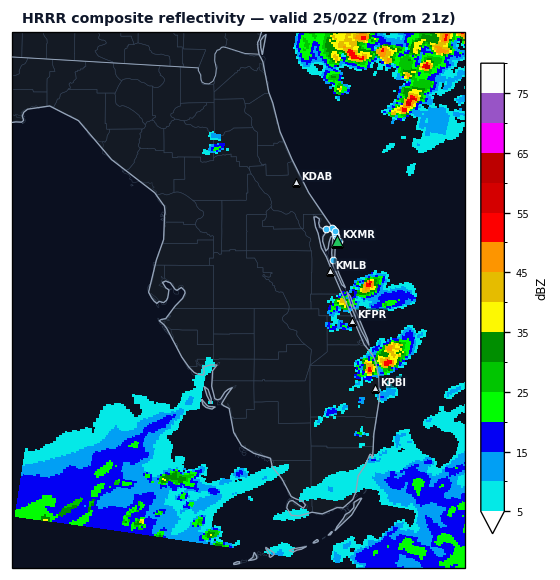 HRRR composite reflectivity — valid 25/02Z (from 21z)
KDAB
KXMR
KMLB
KFPR
KPBI
75
65
55
45
35
25
15
5
dBZ